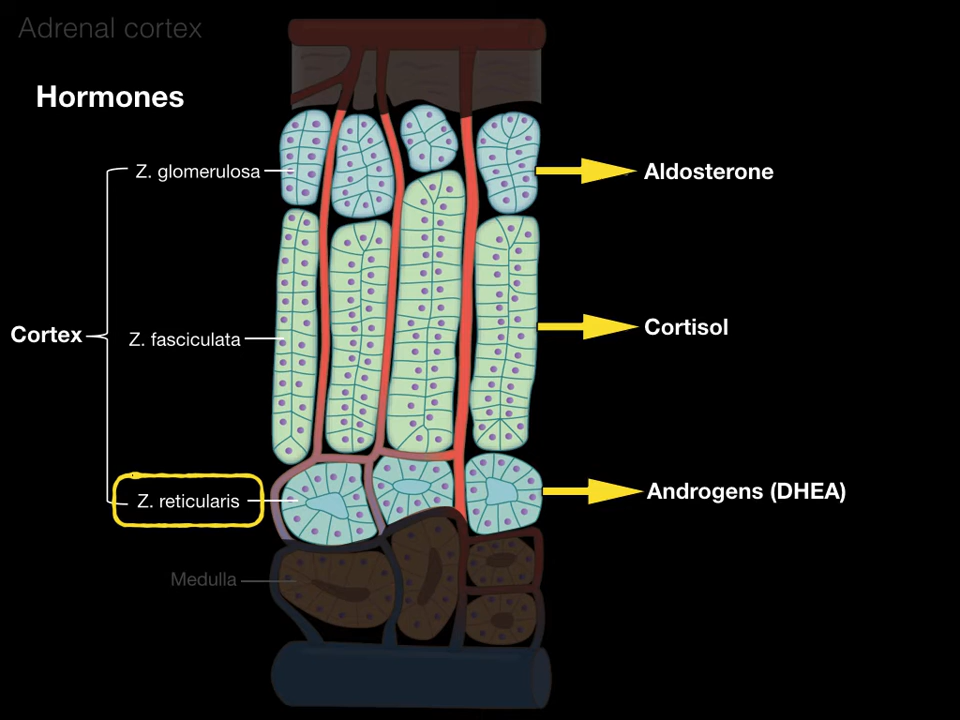 Adrenal cortex
Hormones
Z. glomerulosa
Aldosterone
Cortisol
Cortex
Z. fasciculata
Z. reticularis
Androgens (DHEA)
Medulla